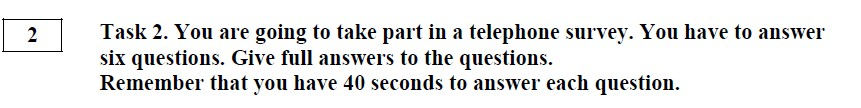 2
Task 2. You are going to take part in a telephone survey. You have to answer
six questions. Give full answers to the questions.
Remember that you have 40 seconds to answer each question.